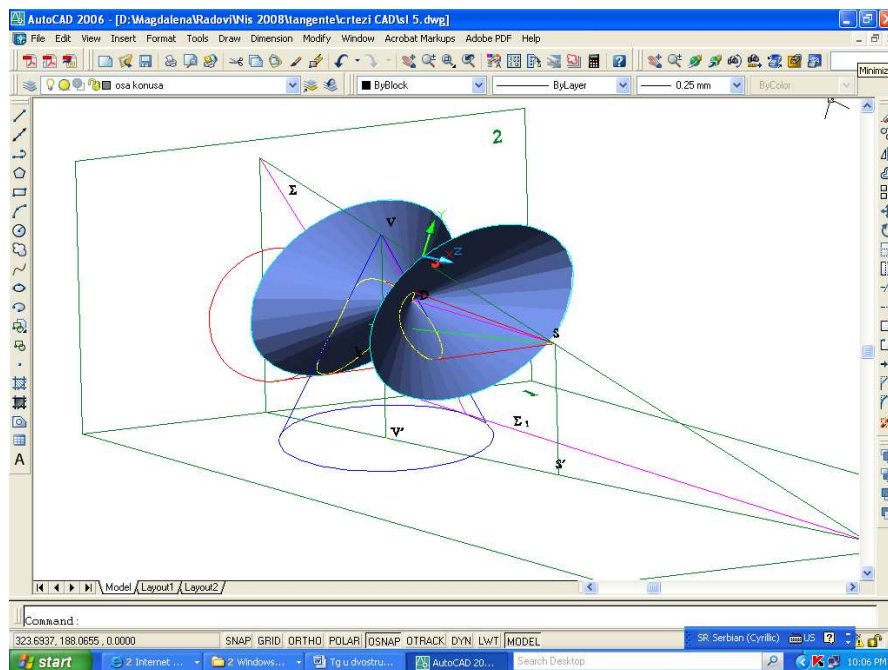 AutoCAD 2006 - [D:\Magdalena\Radovi\Nis 2008\tangente\crtezi CAD\sl 5.dwg]
File Edit View Insert Format Tools Draw Dimension Modify Window Acrobat Markups Adobe PDF Help
Minimiz
osa konusa
ByBlock
ByLayer
0.25 mm
ByColor
2
Σ
V
Y
Z
D
S
1
Σ1
V'
S'
A
Model Layout1 Layout2
Command:
323.6937, 188.0655, 0.0000 SNAP GRID ORTHO POLAR OSNAP OTRACK DYN LWT MODEL
SR Serbian (Cyrillic) US
start 2 Internet ... 2 Windows... Tg u dvostru... AutoCAD 20... Search Desktop 10:06 PM